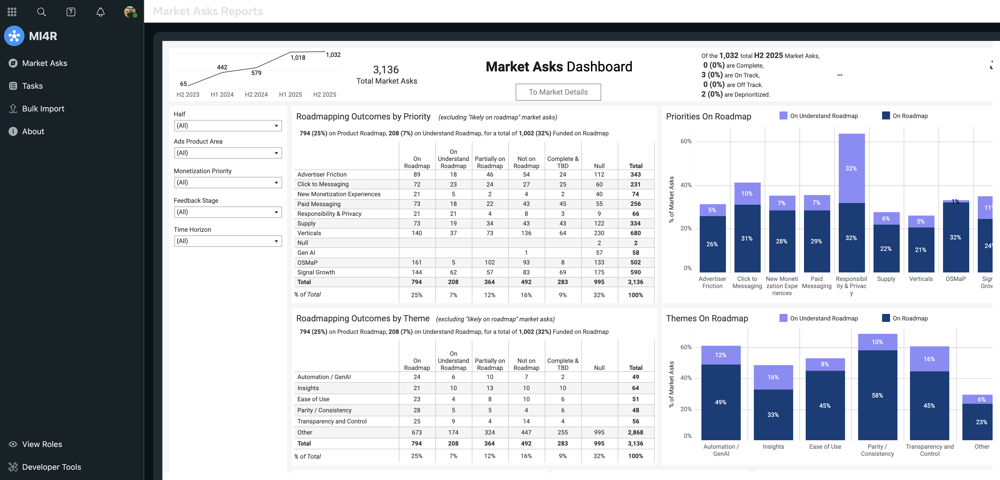 7
Market Asks Reports
MI4R
Market Asks
Tasks
Bulk Import
About
View Roles
Developer Tools
65
442
579
1,018
1,032
H2 2023 H1 2024 H2 2024 H1 2025 H2 2025
3,136
Total Market Asks
Market Asks Dashboard
To Market Details
Of the 1,032 total H2 2025 Market Asks,
0 (0%) are Complete,
3 (0%) are On Track,
0 (0%) are Off Track.
2 (0%) are Deprioritized.
...
Half
(All)
Ads Product Area
(All)
Monetization Priority
(All)
Feedback Stage
(All)
Time Horizon
(All)
Roadmapping Outcomes by Priority (excluding "likely on roadmap" market asks)
794 (25%) on Product Roadmap, 208 (7%) on Understand Roadmap, for a total of 1,002 (32%) Funded on Roadmap
On Roadmap On Understand Roadmap Partially on Roadmap Not on Roadmap Complete & TBD Null Total
Advertiser Friction 89 18 46 54 24 112 343
Click to Messaging 72 23 24 27 25 60 231
New Monetization Experiences 21 5 2 4 2 40 74
Paid Messaging 73 18 22 43 45 55 256
Responsibility & Privacy 21 21 4 8 3 9 66
Supply 73 19 34 43 43 122 334
Verticals 140 37 73 136 64 230 680
Null 2 2
Gen AI 1 57 58
OSMaP 161 5 102 93 8 133 502
Signal Growth 144 62 57 83 69 175 590
Total 794 208 364 492 283 995 3,136
% of Total 25% 7% 12% 16% 9% 32% 100%
Priorities On Roadmap
On Understand Roadmap
On Roadmap
% of Market Asks
60%
40%
20%
0%
5% 10% 7% 7% 32% 6% 5% 1%
26% 31% 28% 29% 32% 22% 21% 32%
Advertiser Friction
Click to Messaging
New Moneti
zation Expe
riences
Paid Messaging
Responsibil
ity & Privac
y
Supply
Verticals
OSMaP
Roadmapping Outcomes by Theme (excluding "likely on roadmap" market asks)
794 (25%) on Product Roadmap, 208 (7%) on Understand Roadmap, for a total of 1,002 (32%) Funded on Roadmap
On Roadmap On Understand Roadmap Partially on Roadmap Not on Roadmap Complete & TBD Null Total
Automation / GenAI 24 6 10 7 2 49
Insights 21 10 13 10 10 64
Ease of Use 23 4 8 10 6 51
Parity / Consistency 28 5 5 4 6 48
Transparency and Control 25 9 4 14 4 56
Other 673 174 324 447 255 995 2,868
Total 794 208 364 492 283 995 3,136
% of Total 25% 7% 12% 16% 9% 32% 100%
Themes On Roadmap
On Understand Roadmap
On Roadmap
% of Market Asks
60%
40%
20%
0%
12% 16% 8% 10% 16% 6%
49% 33% 45% 58% 45% 23%
Automation / GenAI
Insights
Ease of Use
Parity / Consistency
Transparency and Control
Other